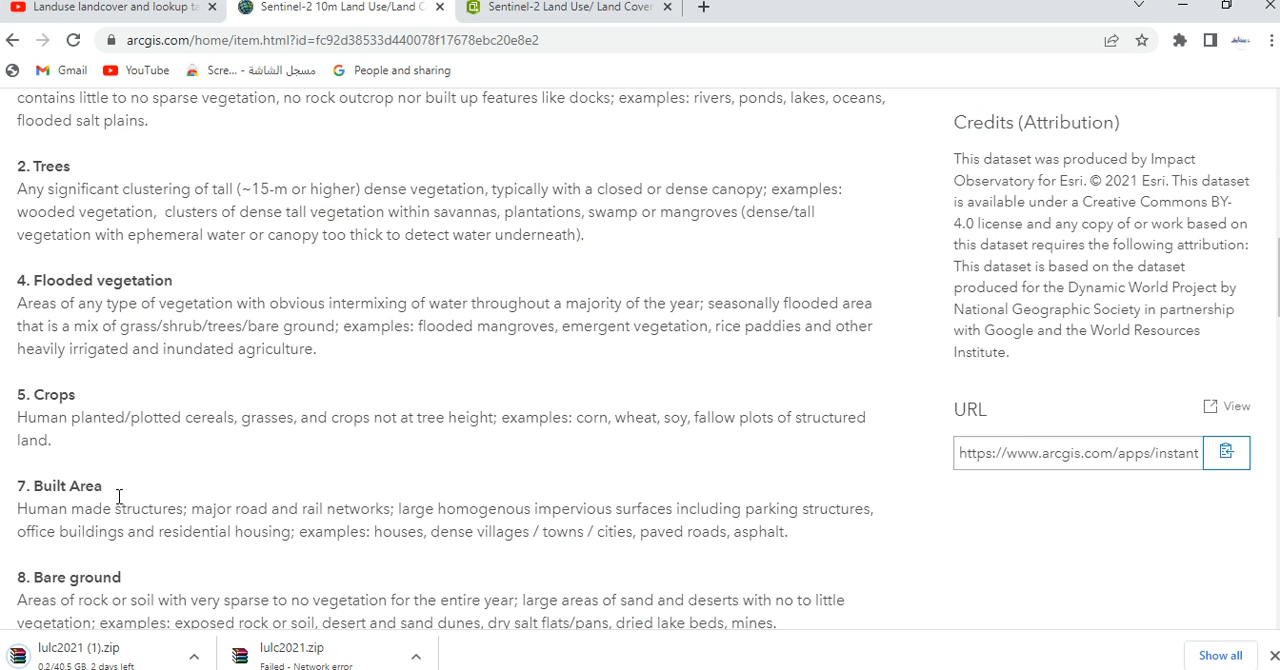 Landuse landcover and lookup ta
Sentinel-2 10m Land Use/Land C
Sentinel-2 Land Use/ Land Cover
arcgis.com/home/item.html?id=fc92d38533d440078f17678ebc20e8e2
Gmail
YouTube
Scre... - مسجل الشاشة
People and sharing
contains little to no sparse vegetation, no rock outcrop nor built up features like docks; examples: rivers, ponds, lakes, oceans,
flooded salt plains.
2. Trees
Any significant clustering of tall (~15-m or higher) dense vegetation, typically with a closed or dense canopy; examples:
wooded vegetation,  clusters of dense tall vegetation within savannas, plantations, swamp or mangroves (dense/tall
vegetation with ephemeral water or canopy too thick to detect water underneath).
4. Flooded vegetation
Areas of any type of vegetation with obvious intermixing of water throughout a majority of the year; seasonally flooded area
that is a mix of grass/shrub/trees/bare ground; examples: flooded mangroves, emergent vegetation, rice paddies and other
heavily irrigated and inundated agriculture.
5. Crops
Human planted/plotted cereals, grasses, and crops not at tree height; examples: corn, wheat, soy, fallow plots of structured
land.
7. Built Area
Human made structures; major road and rail networks; large homogenous impervious surfaces including parking structures,
office buildings and residential housing; examples: houses, dense villages / towns / cities, paved roads, asphalt.
8. Bare ground
Areas of rock or soil with very sparse to no vegetation for the entire year; large areas of sand and deserts with no to little
vegetation; examples: exposed rock or soil, desert and sand dunes, dry salt flats/pans, dried lake beds, mines.
Credits (Attribution)
This dataset was produced by Impact
Observatory for Esri. © 2021 Esri. This dataset
is available under a Creative Commons BY-
4.0 license and any copy of or work based on
this dataset requires the following attribution:
This dataset is based on the dataset
produced for the Dynamic World Project by
National Geographic Society in partnership
with Google and the World Resources
Institute.
URL
View
https://www.arcgis.com/apps/instant
lulc2021 (1).zip
0.2/40.5 GB, 2 days left
lulc2021.zip
Failed - Network error
Show all